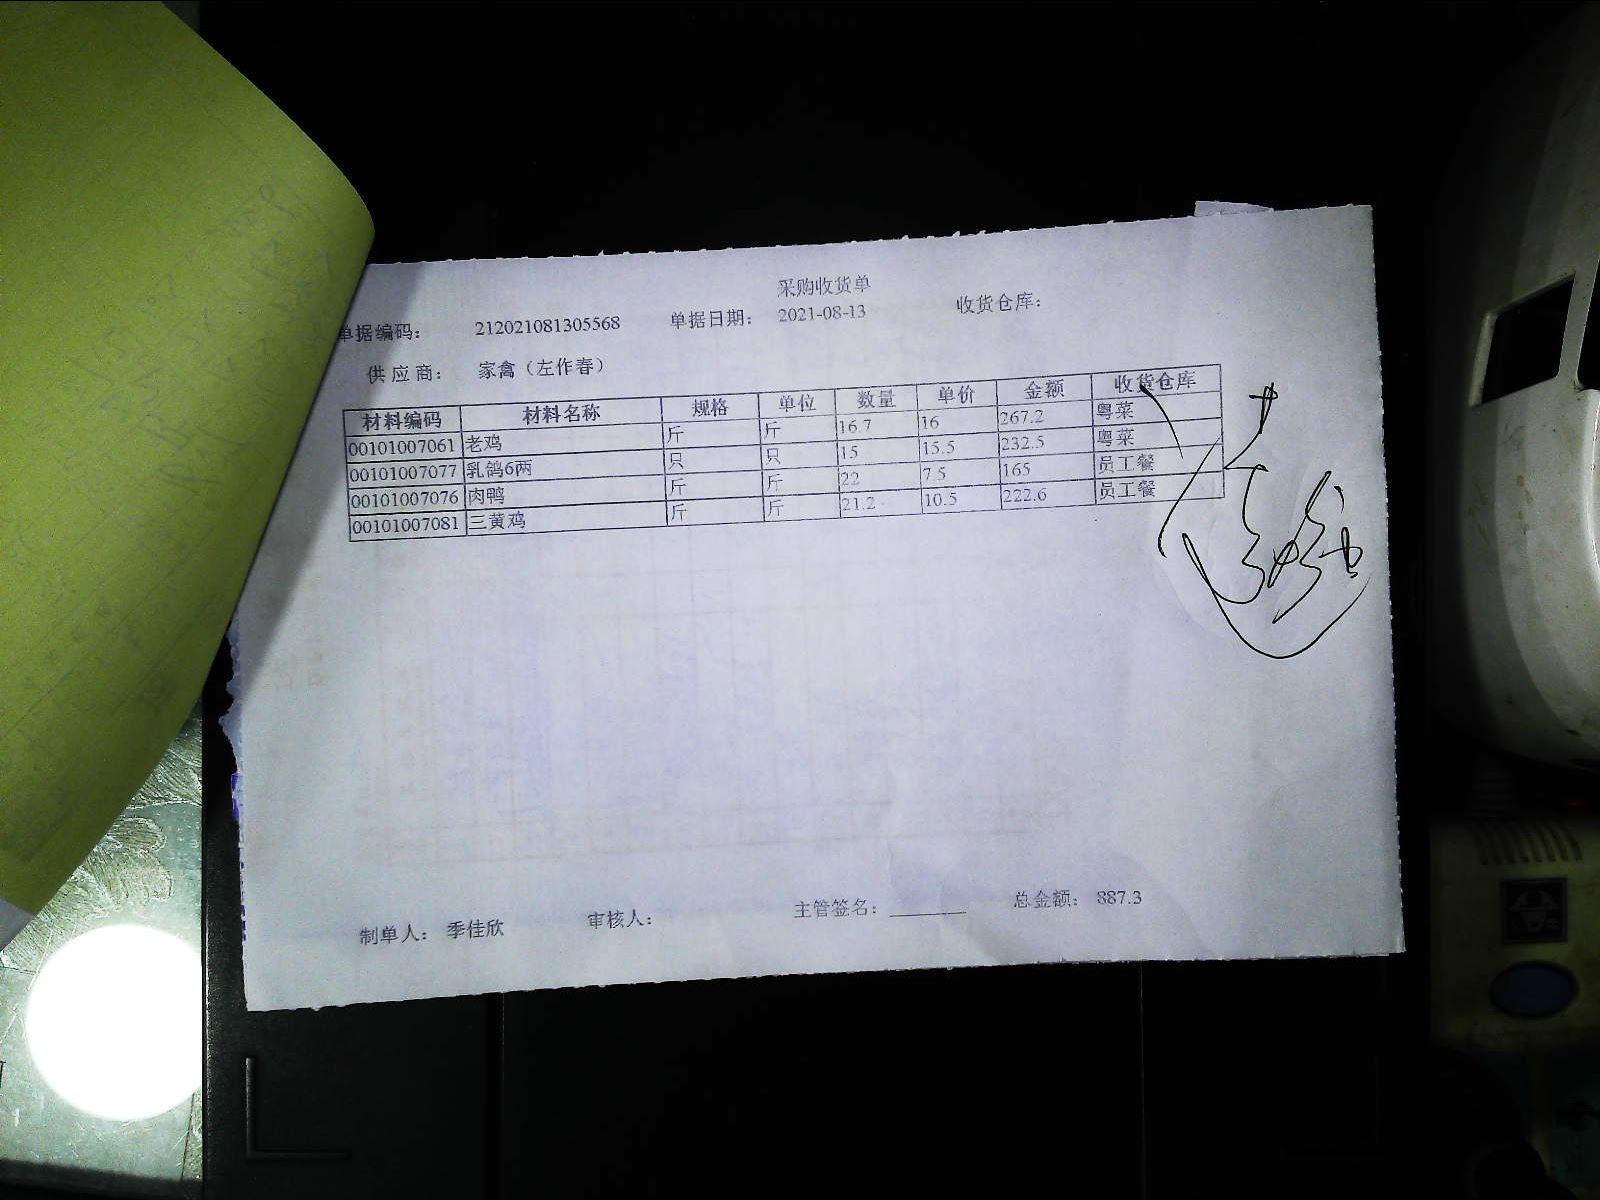 采购收货单
单据编码： 212021081305568 单据日期： 2021-08-13 收货仓库：
供应商： 家禽（左作春）
材料编码 材料名称 规格 单位 数量 单价 金额 收货仓库
00101007061 老鸡 斤 斤 16.7 16 267.2 粤菜
00101007077 乳鸽6两 只 只 15 15.5 232.5 粤菜
00101007076 肉鸭 斤 斤 22 7.5 165 员工餐
00101007081 三黄鸡 斤 斤 21.2 10.5 222.6 员工餐
制单人： 季佳欣 审核人： 主管签名： 总金额： 887.3